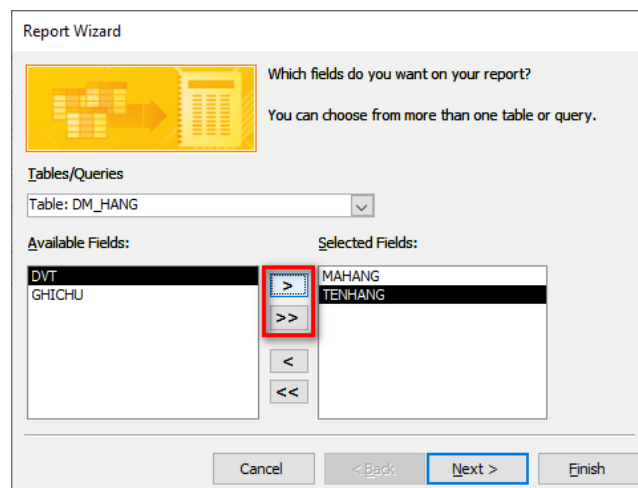 Report Wizard
Which fields do you want on your report?
You can choose from more than one table or query.
Tables/Queries
Table: DM_HANG
Available Fields:
Selected Fields:
DVT
GHICHU
>
>>
<
<<
MAHANG
TENHANG
Cancel
< Back
Next >
Finish